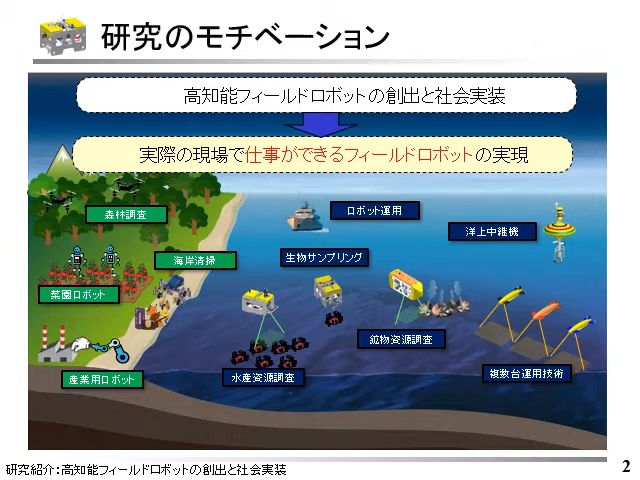 研究のモチベーション
高知能フィールドロボットの創出と社会実装
実際の現場で仕事ができるフィールドロボットの実現
森林調査
ロボット運用
洋上中継機
海岸清掃
生物サンプリング
菜園ロボット
鉱物資源調査
産業用ロボット
水産資源調査
複数台運用技術
研究紹介:高知能フィールドロボットの創出と社会実装
2